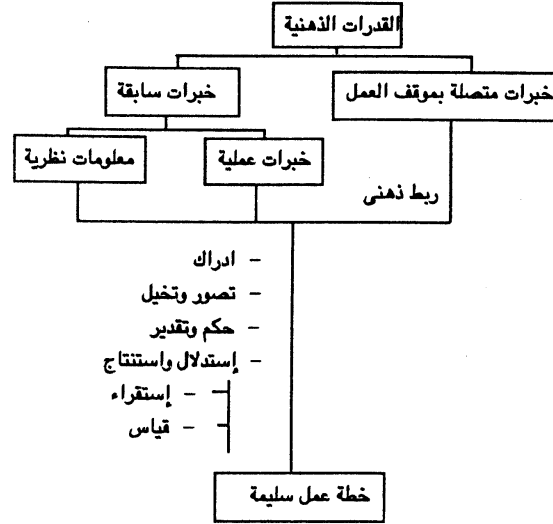 القدرات الذهنية
خبرات متصلة بموقف العمل
خبرات سابقة
خبرات عملية
معلومات نظرية
ربط ذهنى
– ادراك
– تصور وتخيل
– حكم وتقدير
– إستدلال واستنتاج
– إستقراء
– قياس
خطة عمل سليمة